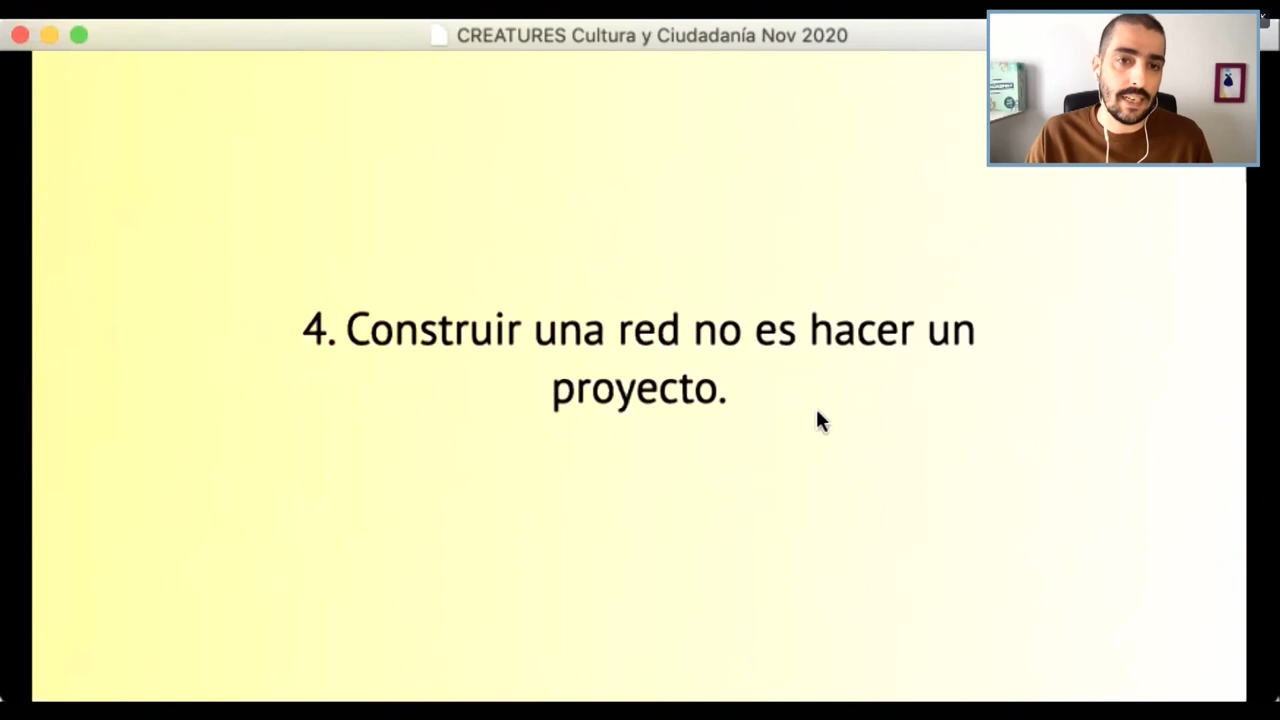 CREATURES Cultura y Ciudadanía Nov 2020
4. Construir una red no es hacer un
proyecto.